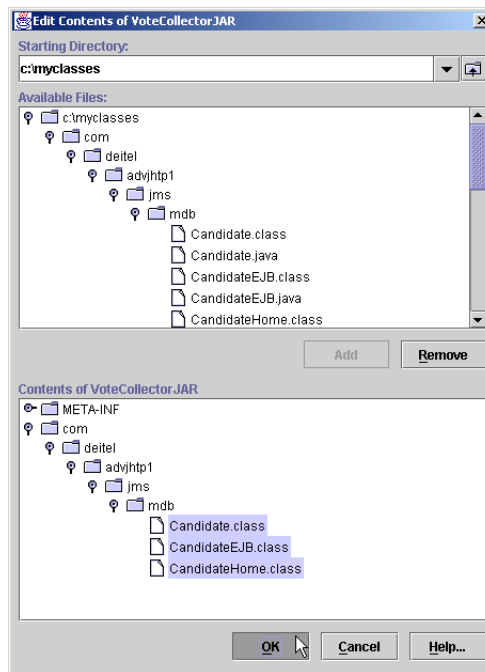 Edit Contents of VoteCollectorJAR
Starting Directory:
c:\myclasses
Available Files:
c:\myclasses
com
deitel
advjhtp1
jms
mdb
Candidate.class
Candidate.java
CandidateEJB.class
CandidateEJB.java
CandidateHome.class
Add Remove
Contents of VoteCollectorJAR
META-INF
com
deitel
advjhtp1
jms
mdb
Candidate.class
CandidateEJB.class
CandidateHome.class
OK Cancel Help...